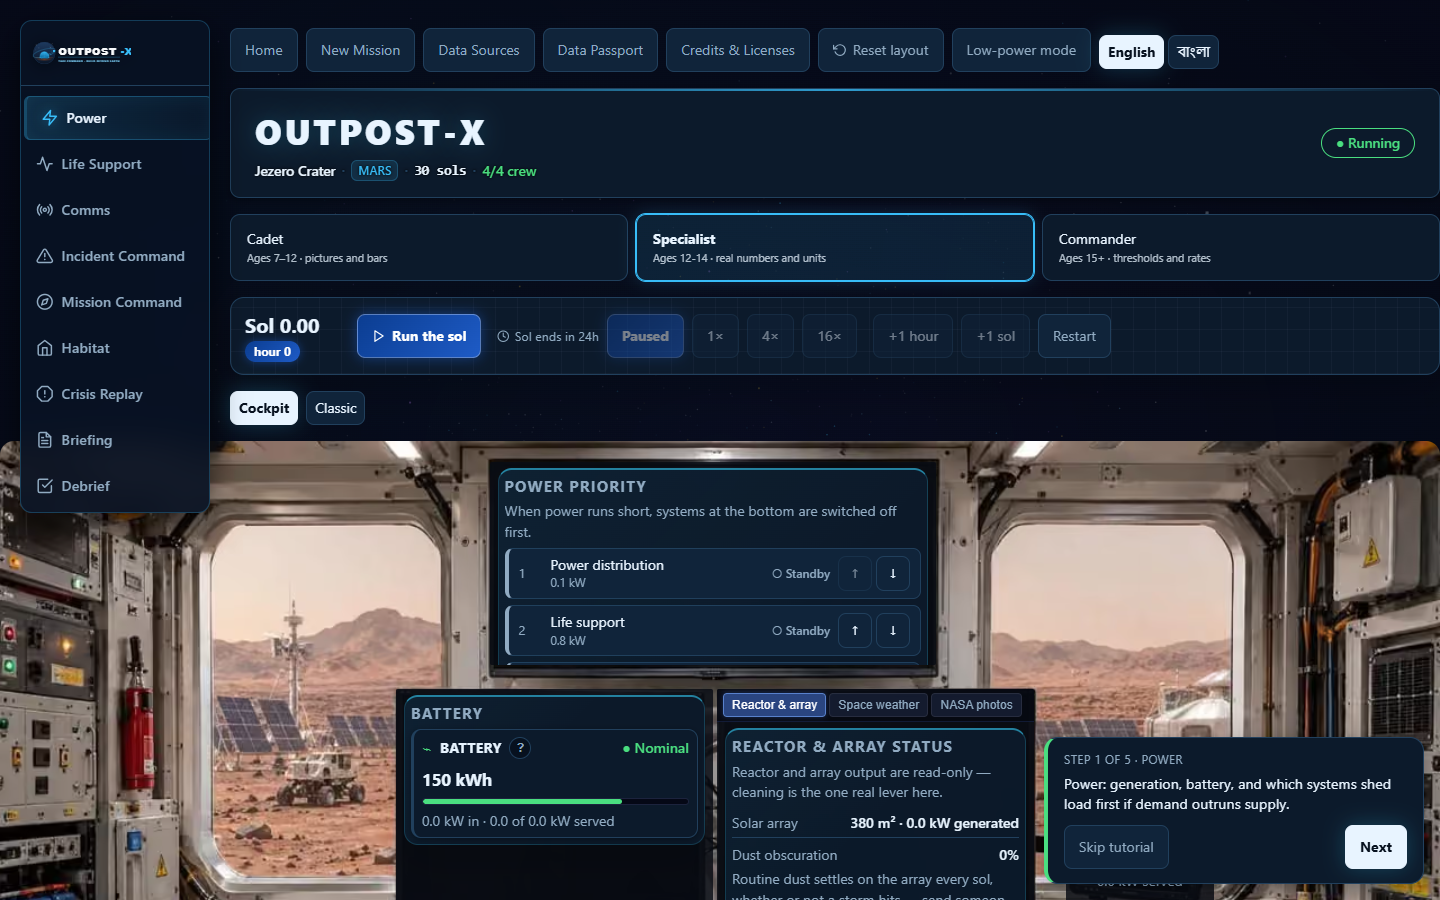 OUTPOST -X
Home
New Mission
Data Sources
Data Passport
Credits & Licenses
Reset layout
Low-power mode
English
বাংলা
Power
Life Support
Comms
Incident Command
Mission Command
Habitat
Crisis Replay
Briefing
Debrief
OUTPOST-X
Jezero Crater · MARS · 30 sols · 4/4 crew
Running
Cadet
Ages 7–12 · pictures and bars
Specialist
Ages 12-14 · real numbers and units
Commander
Ages 15+ · thresholds and rates
Sol 0.00
hour 0
Run the sol
Sol ends in 24h
Paused
1×
4×
16×
+1 hour
+1 sol
Restart
Cockpit
Classic
POWER PRIORITY
When power runs short, systems at the bottom are switched off
first.
1
Power distribution
0.1 kW
Standby
↑
↓
2
Life support
0.8 kW
Standby
↑
↓
BATTERY
BATTERY ?
Nominal
150 kWh
0.0 kW in · 0.0 of 0.0 kW served
Reactor & array
Space weather
NASA photos
REACTOR & ARRAY STATUS
Reactor and array output are read-only —
cleaning is the one real lever here.
Solar array 380 m² · 0.0 kW generated
Dust obscuration 0%
Routine dust settles on the array every sol,
whether or not a storm hits — send someone
STEP 1 OF 5 · POWER
Power: generation, battery, and which systems shed
load first if demand outruns supply.
Skip tutorial
Next